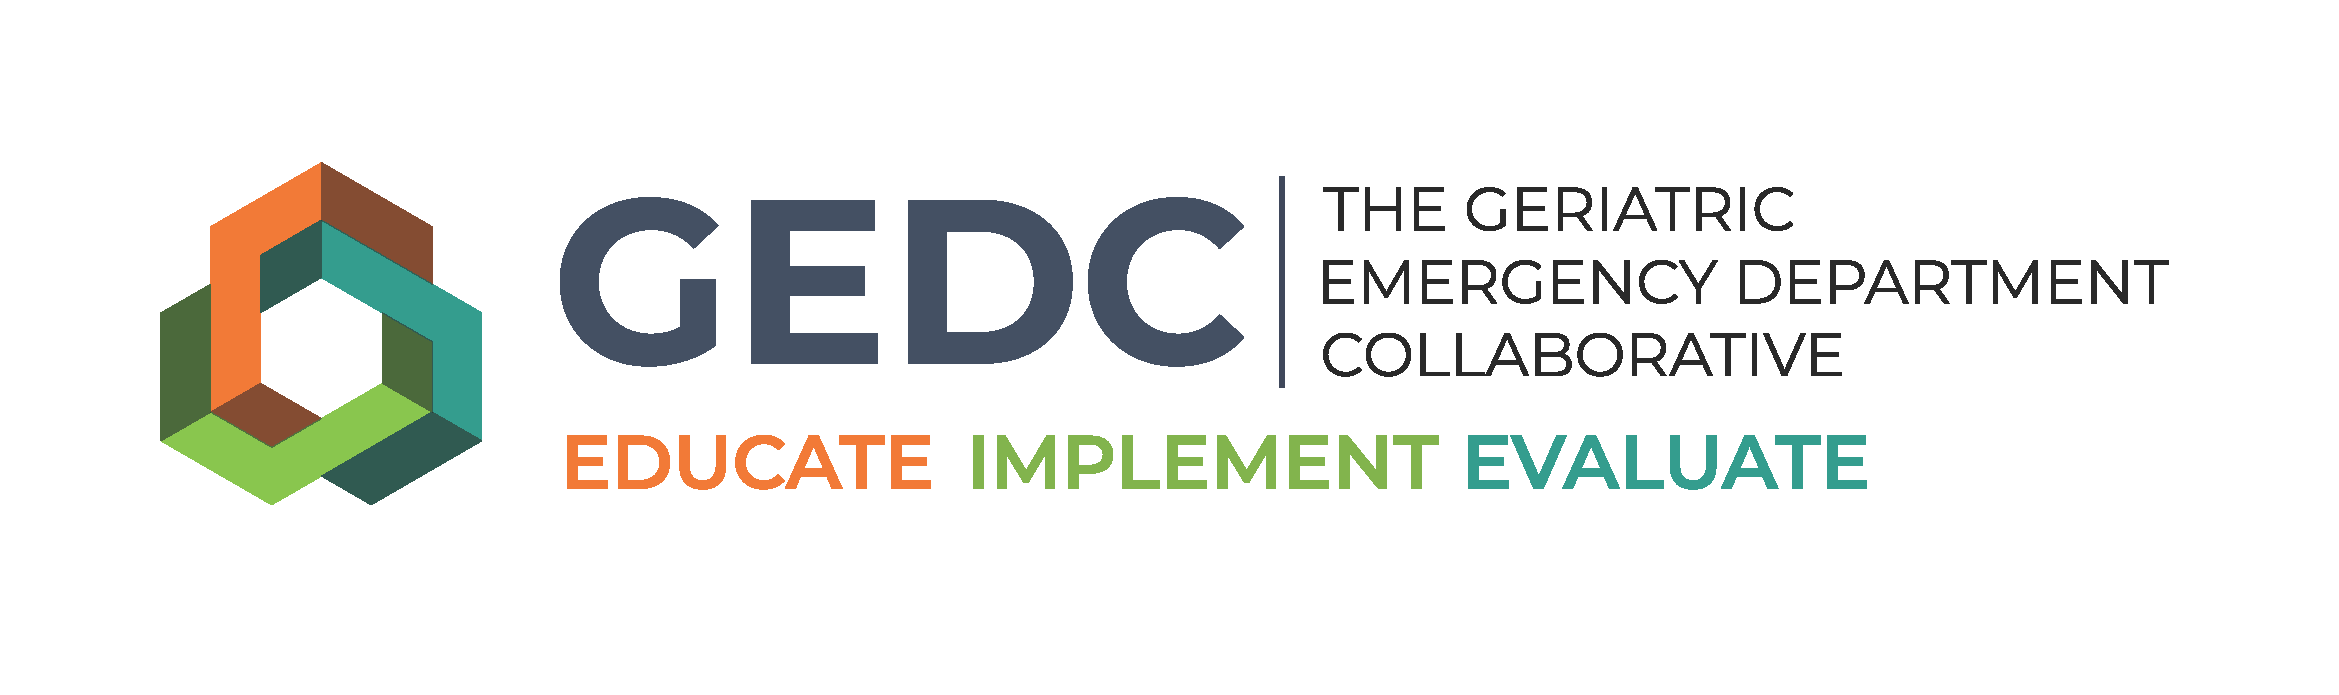 GEDC
THE GERIATRIC
EMERGENCY DEPARTMENT
COLLABORATIVE
EDUCATE IMPLEMENT EVALUATE